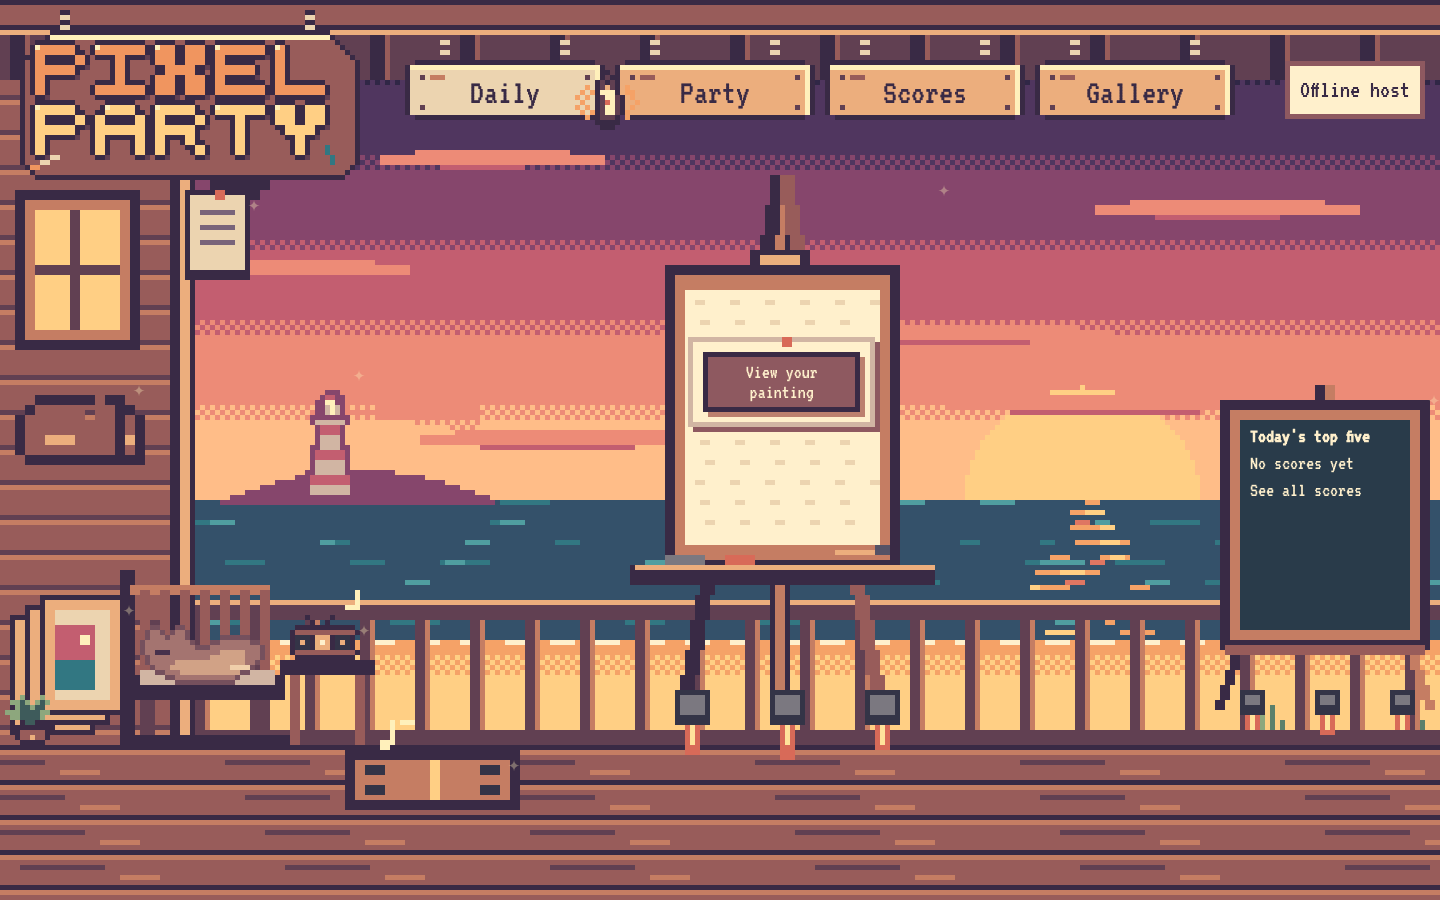 PIXEL
PARTY
Daily
Party
Scores
Gallery
Offline host
View your
painting
Today's top five
No scores yet
See all scores